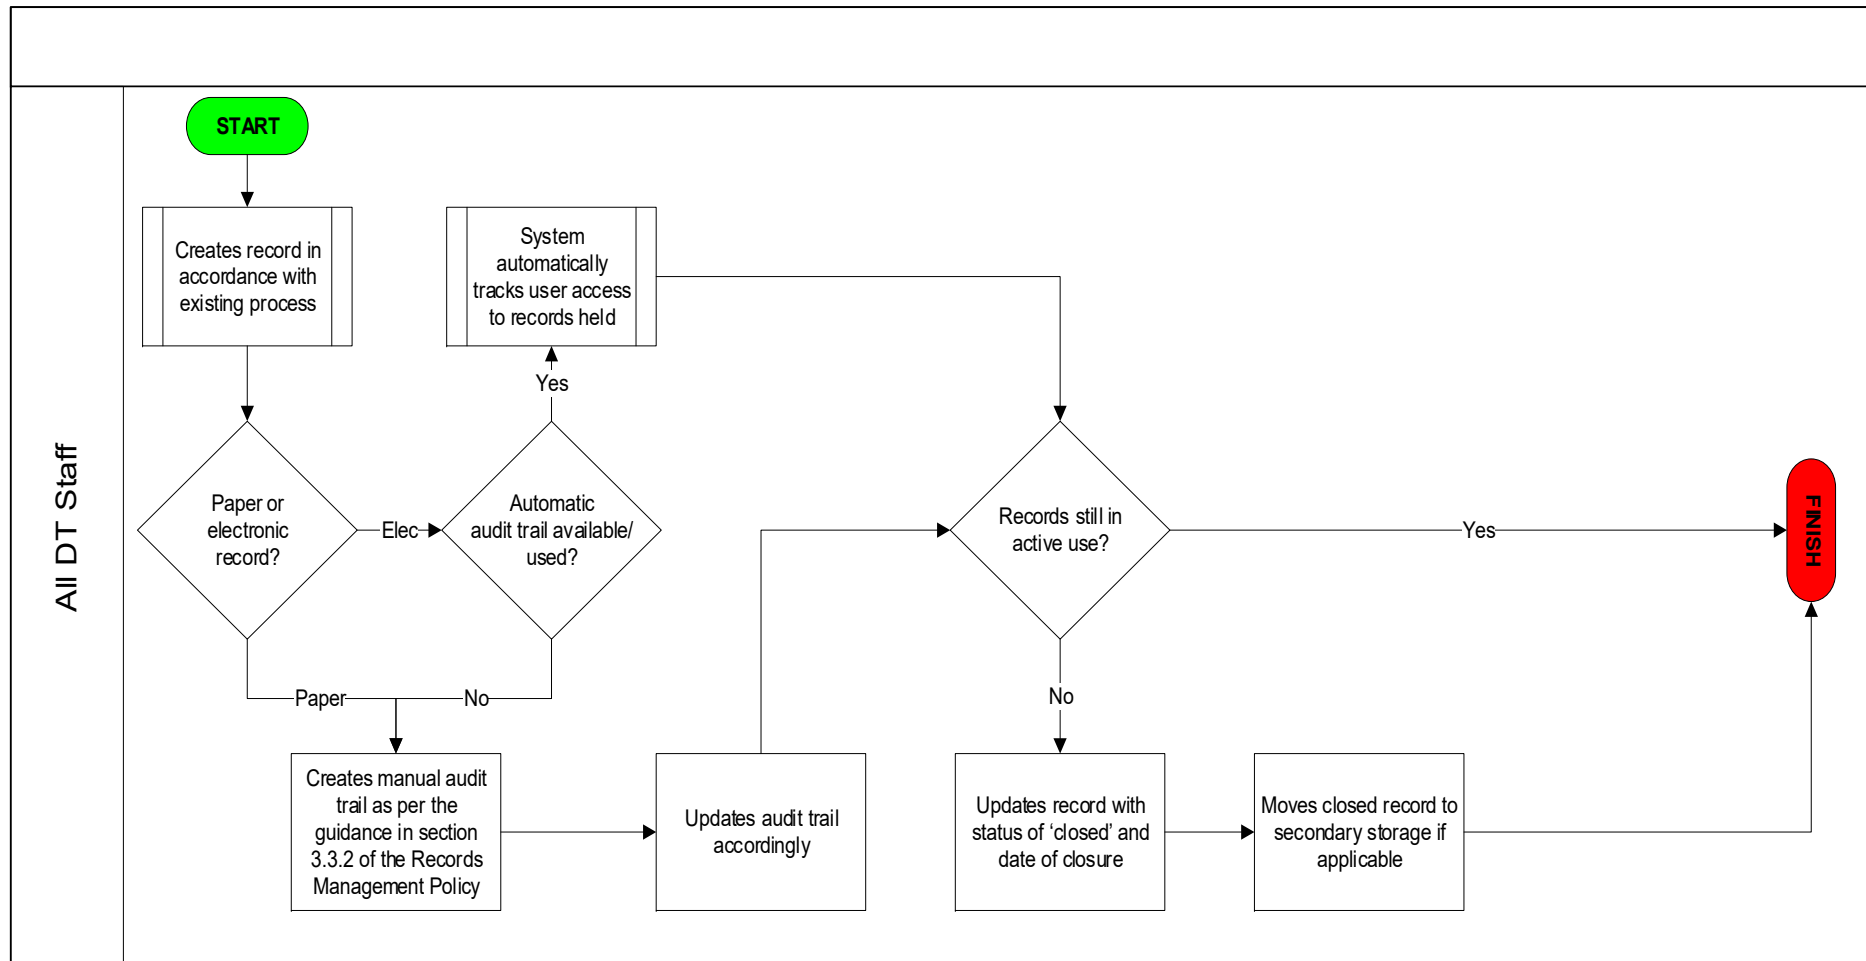 All DT Staff
START
Creates record in
accordance with
existing process
System
automatically
tracks user access
to records held
Yes
Paper or
electronic
record?
Elec
Automatic
audit trail available/
used?
Records still in
active use?
Yes
FINISH
Paper
No
No
Creates manual audit
trail as per the
guidance in section
3.3.2 of the Records
Management Policy
Updates audit trail
accordingly
Updates record with
status of ‘closed’ and
date of closure
Moves closed record to
secondary storage if
applicable